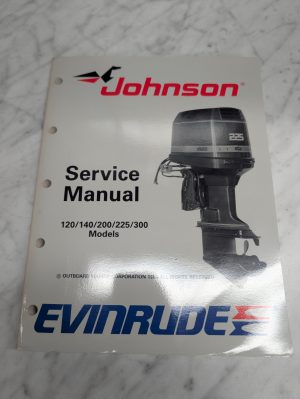 Johnson
225
Service
Manual
120/140/200/225/300
Models
EVINRUDE